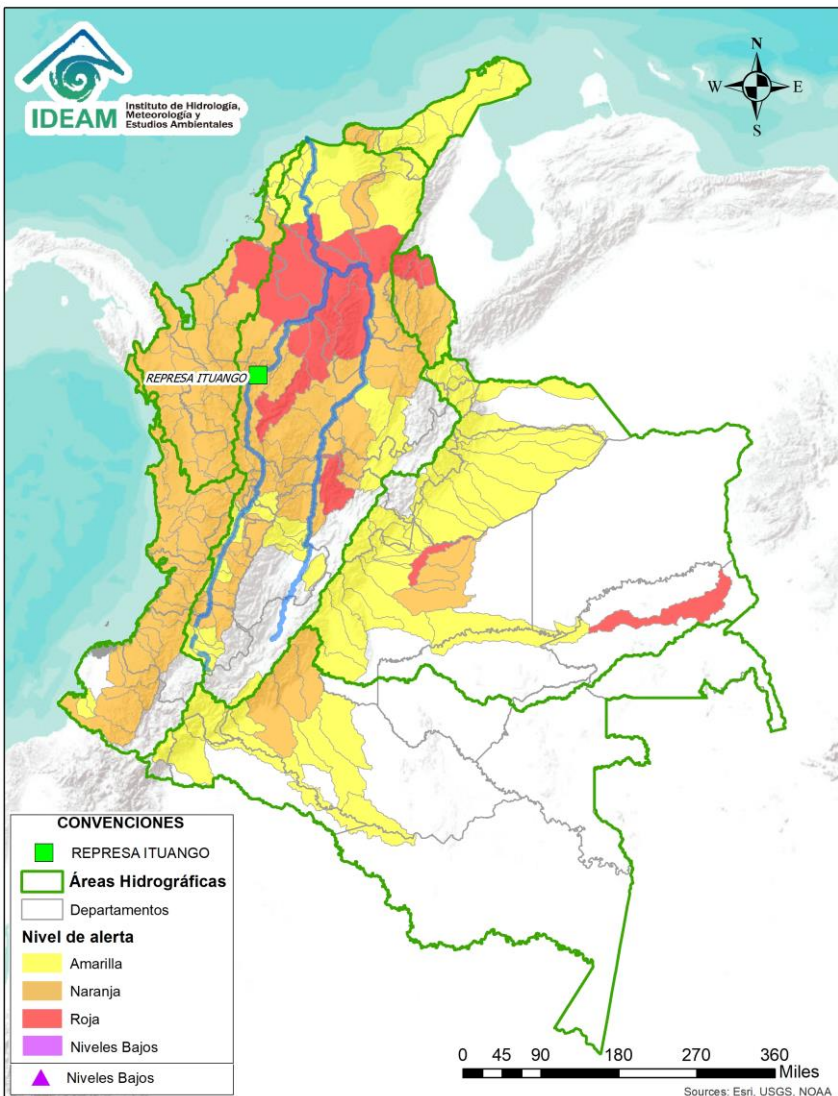 IDEAM
Instituto de Hidrología,
Meteorología y
Estudios Ambientales
N
W
E
S
REPRESA ITUANGO
CONVENCIONES
REPRESA ITUANGO
Áreas Hidrográficas
Departamentos
Nivel de alerta
Amarilla
Naranja
Roja
Niveles Bajos
Niveles Bajos
0 45 90 180 270 360
Miles
Sources: Esri, USGS, NOAA